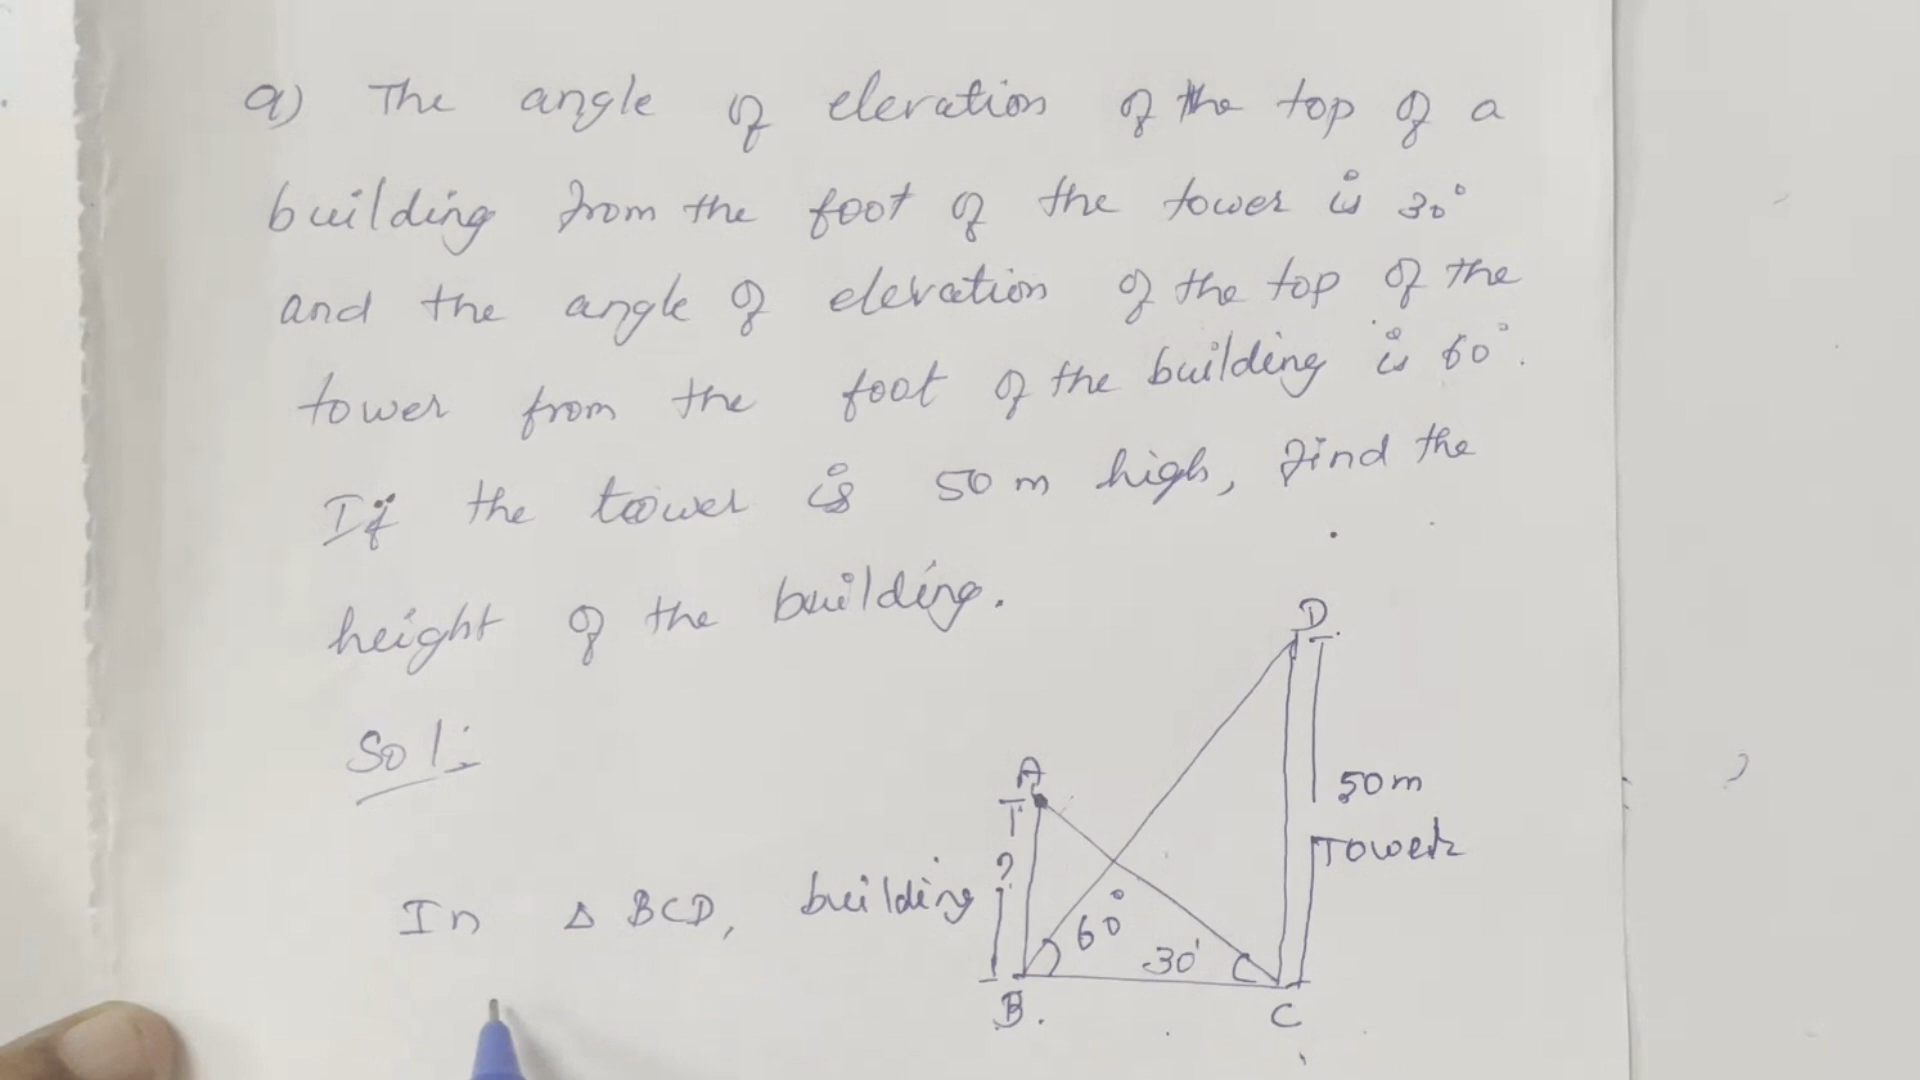 9) The angle of elevation of the top of a
building from the foot of the tower is 30°
and the angle of elevation of the top of the
tower from the foot of the building is 60°.
If the tower is 50 m high, find the
height of the building.
Sol:-
D
A
50m
?
Tower
In Δ BCD, building
60°
30°
B.
C